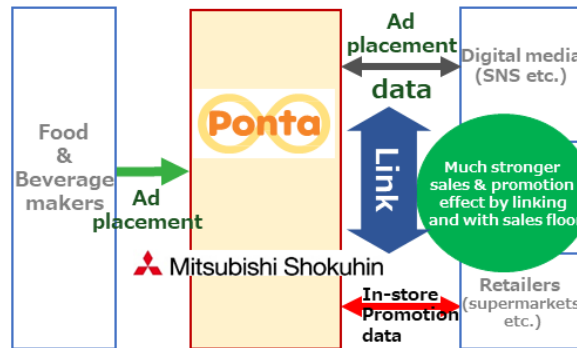 Food
&
Beverage
makers
Ad
placement
Ponta
Mitsubishi Shokuhin
Ad
placement
data
Link
Digital media
(SNS etc.)
Much stronger
sales & promotion
effect by linking
and with sales floor
In-store
Promotion
data
Retailers
(supermarkets
etc.)